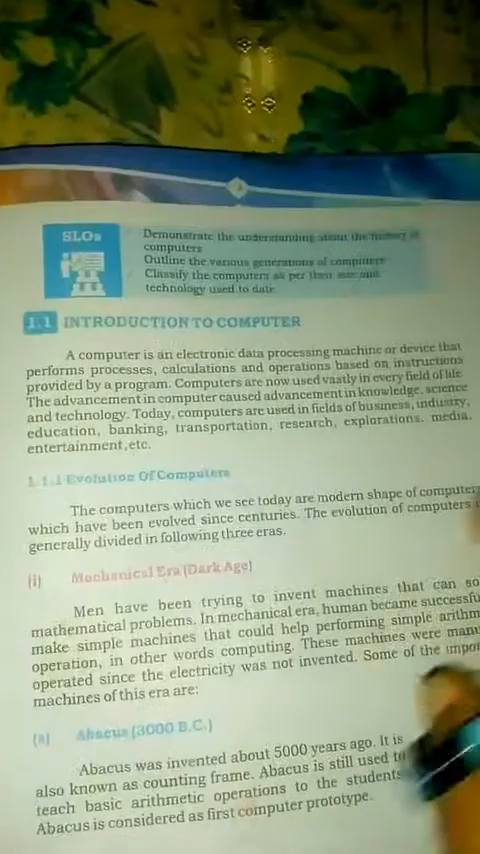 SLOs
Demonstrate the understanding about the history of
computers
Outline the various generations of computers
Classify the computers as per their size and
technology used to date
1.1 INTRODUCTION TO COMPUTER
A computer is an electronic data processing machine or device that
performs processes, calculations and operations based on instructions
provided by a program. Computers are now used vastly in every field of life.
The advancement in computer caused advancement in knowledge, science
and technology. Today, computers are used in fields of business, industry,
education, banking, transportation, research, explorations, media,
entertainment, etc.
1.1.1 Evolution Of Computers
The computers which we see today are modern shape of computer
which have been evolved since centuries. The evolution of computers
generally divided in following three eras.
(i) Mechanical Era (Dark Age)
Men have been trying to invent machines that can so
mathematical problems. In mechanical era, human became successfu
make simple machines that could help performing simple arithm
operation, in other words computing. These machines were manu
operated since the electricity was not invented. Some of the impor
machines of this era are:
(a) Abacus (3000 B.C.)
Abacus was invented about 5000 years ago. It is
also known as counting frame. Abacus is still used to
teach basic arithmetic operations to the students.
Abacus is considered as first computer prototype.